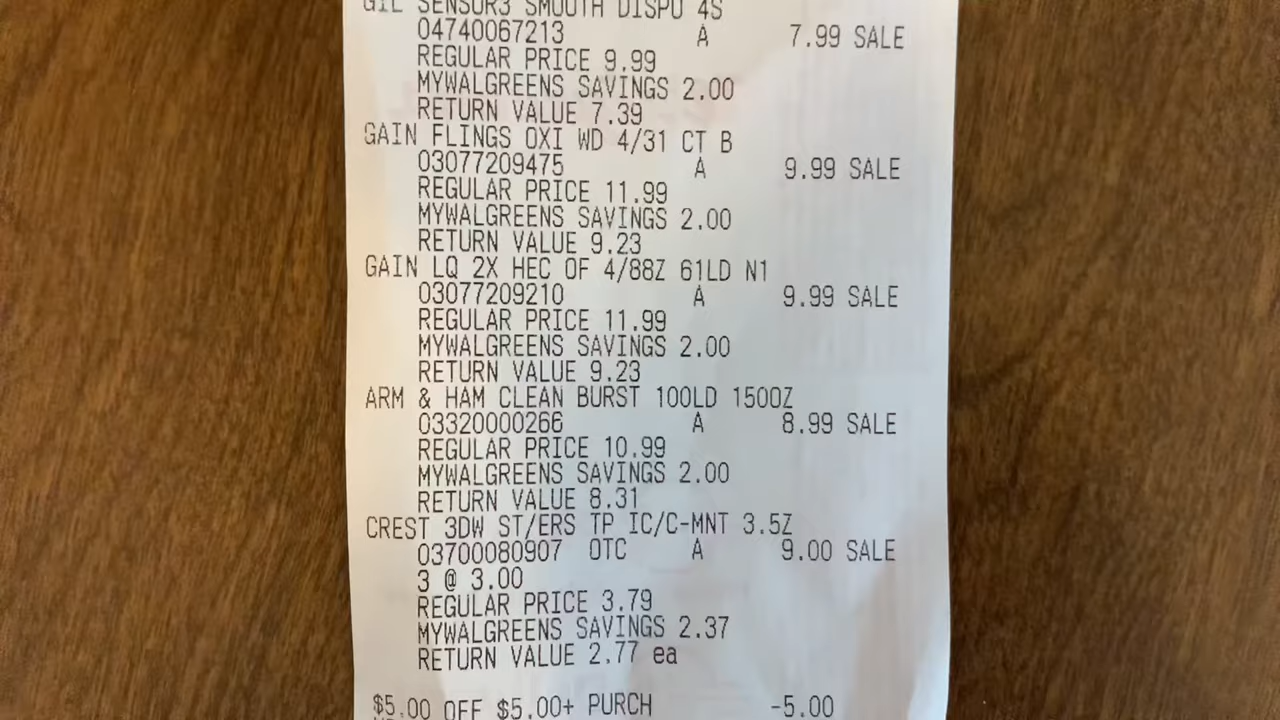 GIL SENSOR3 SMOOTH DISPO 4S
04740067213 A 7.99 SALE
REGULAR PRICE 9.99
MYWALGREENS SAVINGS 2.00
RETURN VALUE 7.39
GAIN FLINGS OXI WD 4/31 CT B
03077209475 A 9.99 SALE
REGULAR PRICE 11.99
MYWALGREENS SAVINGS 2.00
RETURN VALUE 9.23
GAIN LQ 2X HEC OF 4/88Z 61LD N1
03077209210 A 9.99 SALE
REGULAR PRICE 11.99
MYWALGREENS SAVINGS 2.00
RETURN VALUE 9.23
ARM & HAM CLEAN BURST 100LD 150OZ
03320000266 A 8.99 SALE
REGULAR PRICE 10.99
MYWALGREENS SAVINGS 2.00
RETURN VALUE 8.31
CREST 3DW ST/ERS TP IC/C-MNT 3.5Z
03700080907 OTC A 9.00 SALE
3 @ 3.00
REGULAR PRICE 3.79
MYWALGREENS SAVINGS 2.37
RETURN VALUE 2.77 ea
$5.00 OFF $5.00+ PURCH -5.00